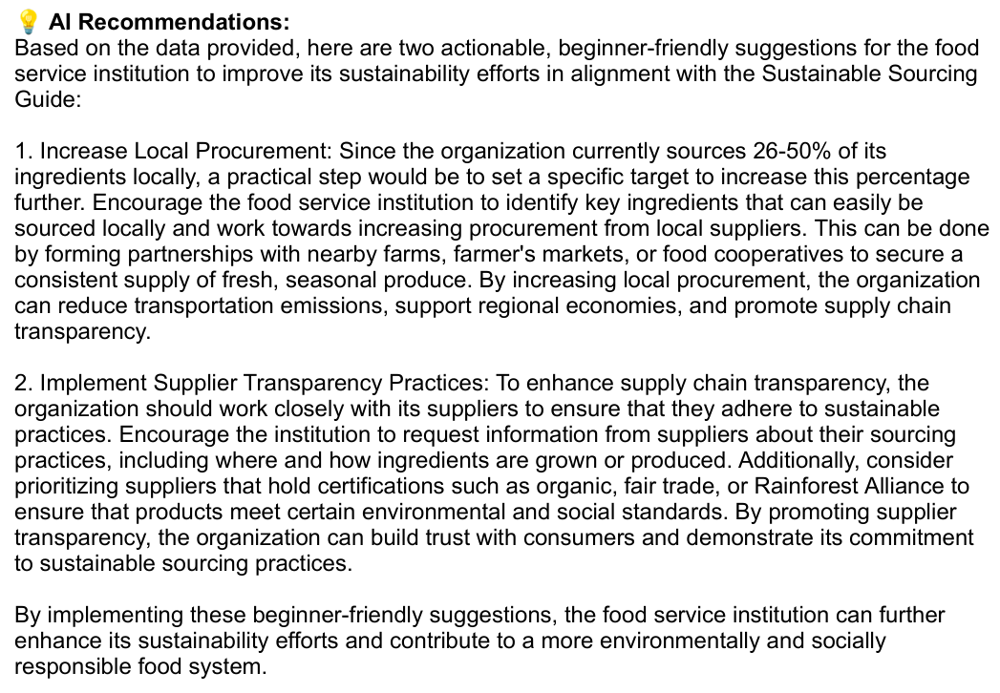 💡 AI Recommendations:
Based on the data provided, here are two actionable, beginner-friendly suggestions for the food
service institution to improve its sustainability efforts in alignment with the Sustainable Sourcing
Guide:

1. Increase Local Procurement: Since the organization currently sources 26-50% of its
ingredients locally, a practical step would be to set a specific target to increase this percentage
further. Encourage the food service institution to identify key ingredients that can easily be
sourced locally and work towards increasing procurement from local suppliers. This can be done
by forming partnerships with nearby farms, farmer's markets, or food cooperatives to secure a
consistent supply of fresh, seasonal produce. By increasing local procurement, the organization
can reduce transportation emissions, support regional economies, and promote supply chain
transparency.

2. Implement Supplier Transparency Practices: To enhance supply chain transparency, the
organization should work closely with its suppliers to ensure that they adhere to sustainable
practices. Encourage the institution to request information from suppliers about their sourcing
practices, including where and how ingredients are grown or produced. Additionally, consider
prioritizing suppliers that hold certifications such as organic, fair trade, or Rainforest Alliance to
ensure that products meet certain environmental and social standards. By promoting supplier
transparency, the organization can build trust with consumers and demonstrate its commitment
to sustainable sourcing practices.

By implementing these beginner-friendly suggestions, the food service institution can further
enhance its sustainability efforts and contribute to a more environmentally and socially
responsible food system.